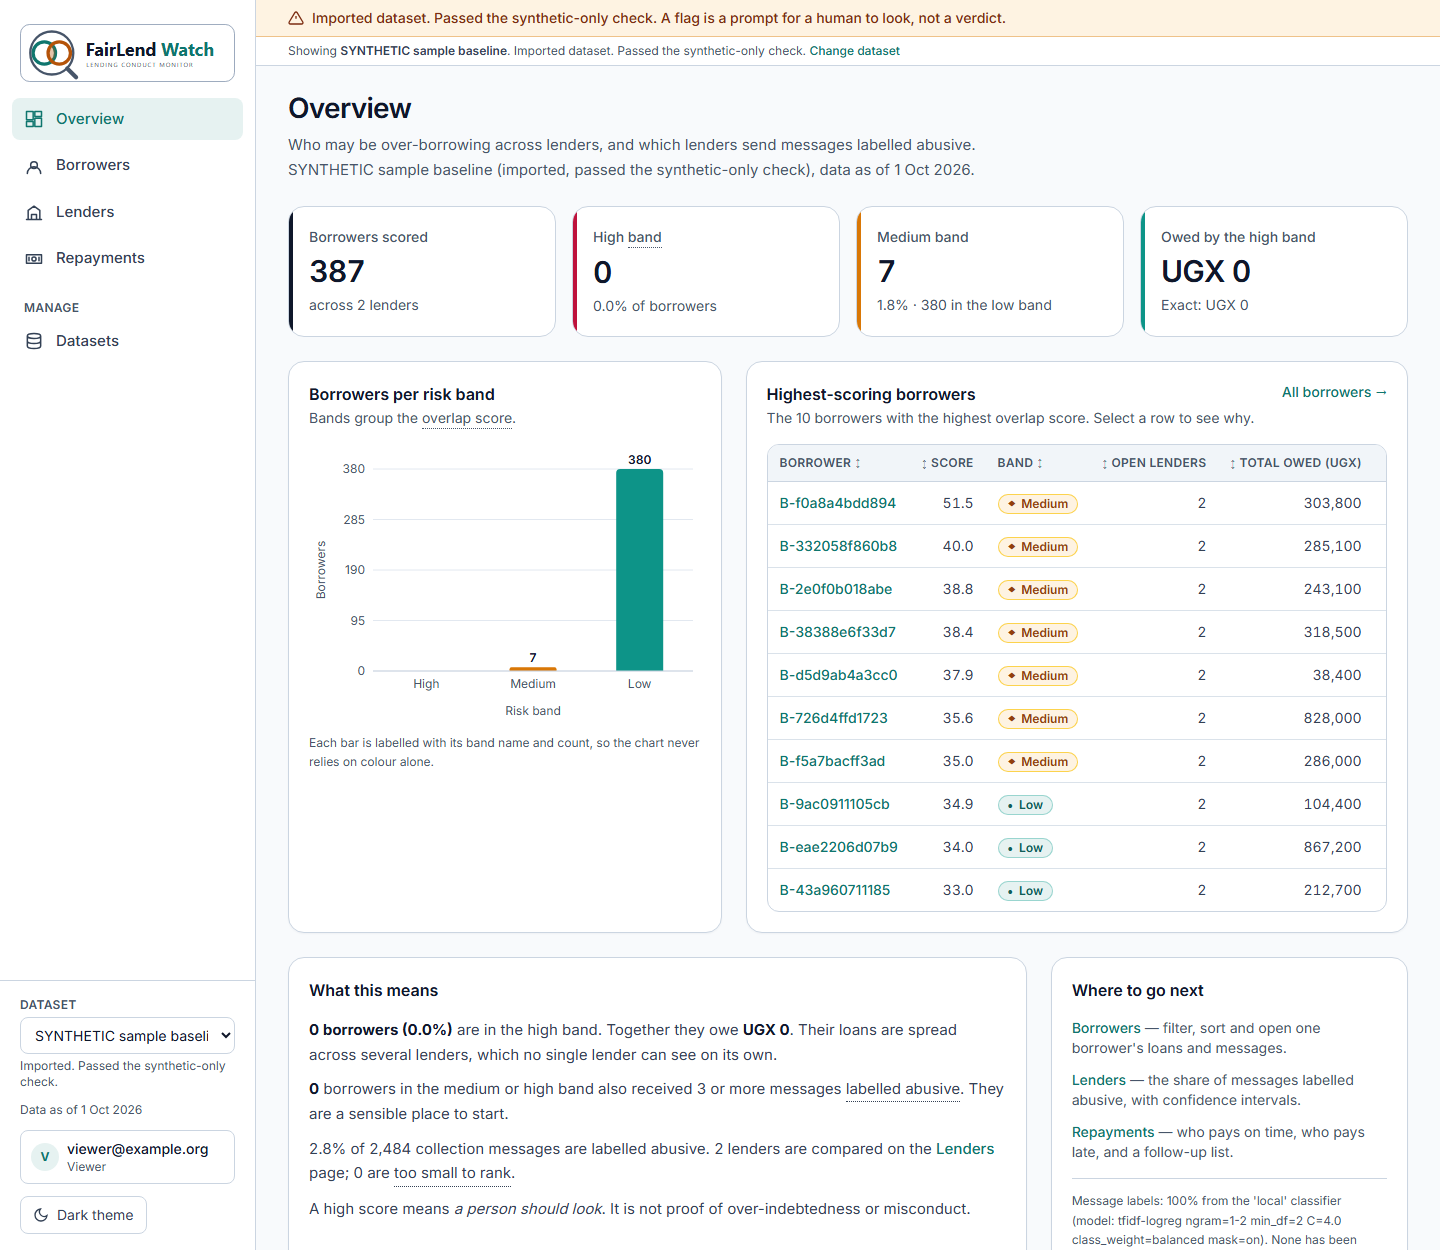 FairLend Watch
LENDING CONDUCT MONITOR
Overview
Borrowers
Lenders
Repayments
MANAGE
Datasets
DATASET
SYNTHETIC sample baseli
Imported. Passed the synthetic-only
check.
Data as of 1 Oct 2026
V
viewer@example.org
Viewer
Dark theme
Imported dataset. Passed the synthetic-only check. A flag is a prompt for a human to look, not a verdict.
Showing SYNTHETIC sample baseline. Imported dataset. Passed the synthetic-only check. Change dataset
Overview
Who may be over-borrowing across lenders, and which lenders send messages labelled abusive.
SYNTHETIC sample baseline (imported, passed the synthetic-only check), data as of 1 Oct 2026.
Borrowers scored
387
across 2 lenders
High band
0
0.0% of borrowers
Medium band
7
1.8% · 380 in the low band
Owed by the high band
UGX 0
Exact: UGX 0
Borrowers per risk band
Bands group the overlap score.
Borrowers
380
285
190
95
0
7
380
High
Medium
Low
Risk band
Each bar is labelled with its band name and count, so the chart never
relies on colour alone.
Highest-scoring borrowers
All borrowers →
The 10 borrowers with the highest overlap score. Select a row to see why.
BORROWER ↕ ↕ SCORE BAND ↕ ↕ OPEN LENDERS ↕ TOTAL OWED (UGX)
B-f0a8a4bdd894 51.5 Medium 2 303,800
B-332058f860b8 40.0 Medium 2 285,100
B-2e0f0b018abe 38.8 Medium 2 243,100
B-38388e6f33d7 38.4 Medium 2 318,500
B-d5d9ab4a3cc0 37.9 Medium 2 38,400
B-726d4ffd1723 35.6 Medium 2 828,000
B-f5a7bacff3ad 35.0 Medium 2 286,000
B-9ac0911105cb 34.9 Low 2 104,400
B-eae2206d07b9 34.0 Low 2 867,200
B-43a960711185 33.0 Low 2 212,700
What this means
0 borrowers (0.0%) are in the high band. Together they owe UGX 0. Their loans are spread
across several lenders, which no single lender can see on its own.
0 borrowers in the medium or high band also received 3 or more messages labelled abusive. They
are a sensible place to start.
2.8% of 2,484 collection messages are labelled abusive. 2 lenders are compared on the Lenders
page; 0 are too small to rank.
A high score means a person should look. It is not proof of over-indebtedness or misconduct.
Where to go next
Borrowers — filter, sort and open one
borrower's loans and messages.
Lenders — the share of messages labelled
abusive, with confidence intervals.
Repayments — who pays on time, who pays
late, and a follow-up list.
Message labels: 100% from the 'local' classifier
(model: tfidf-logreg ngram=1-2 min_df=2 C=4.0
class_weight=balanced mask=on). None has been